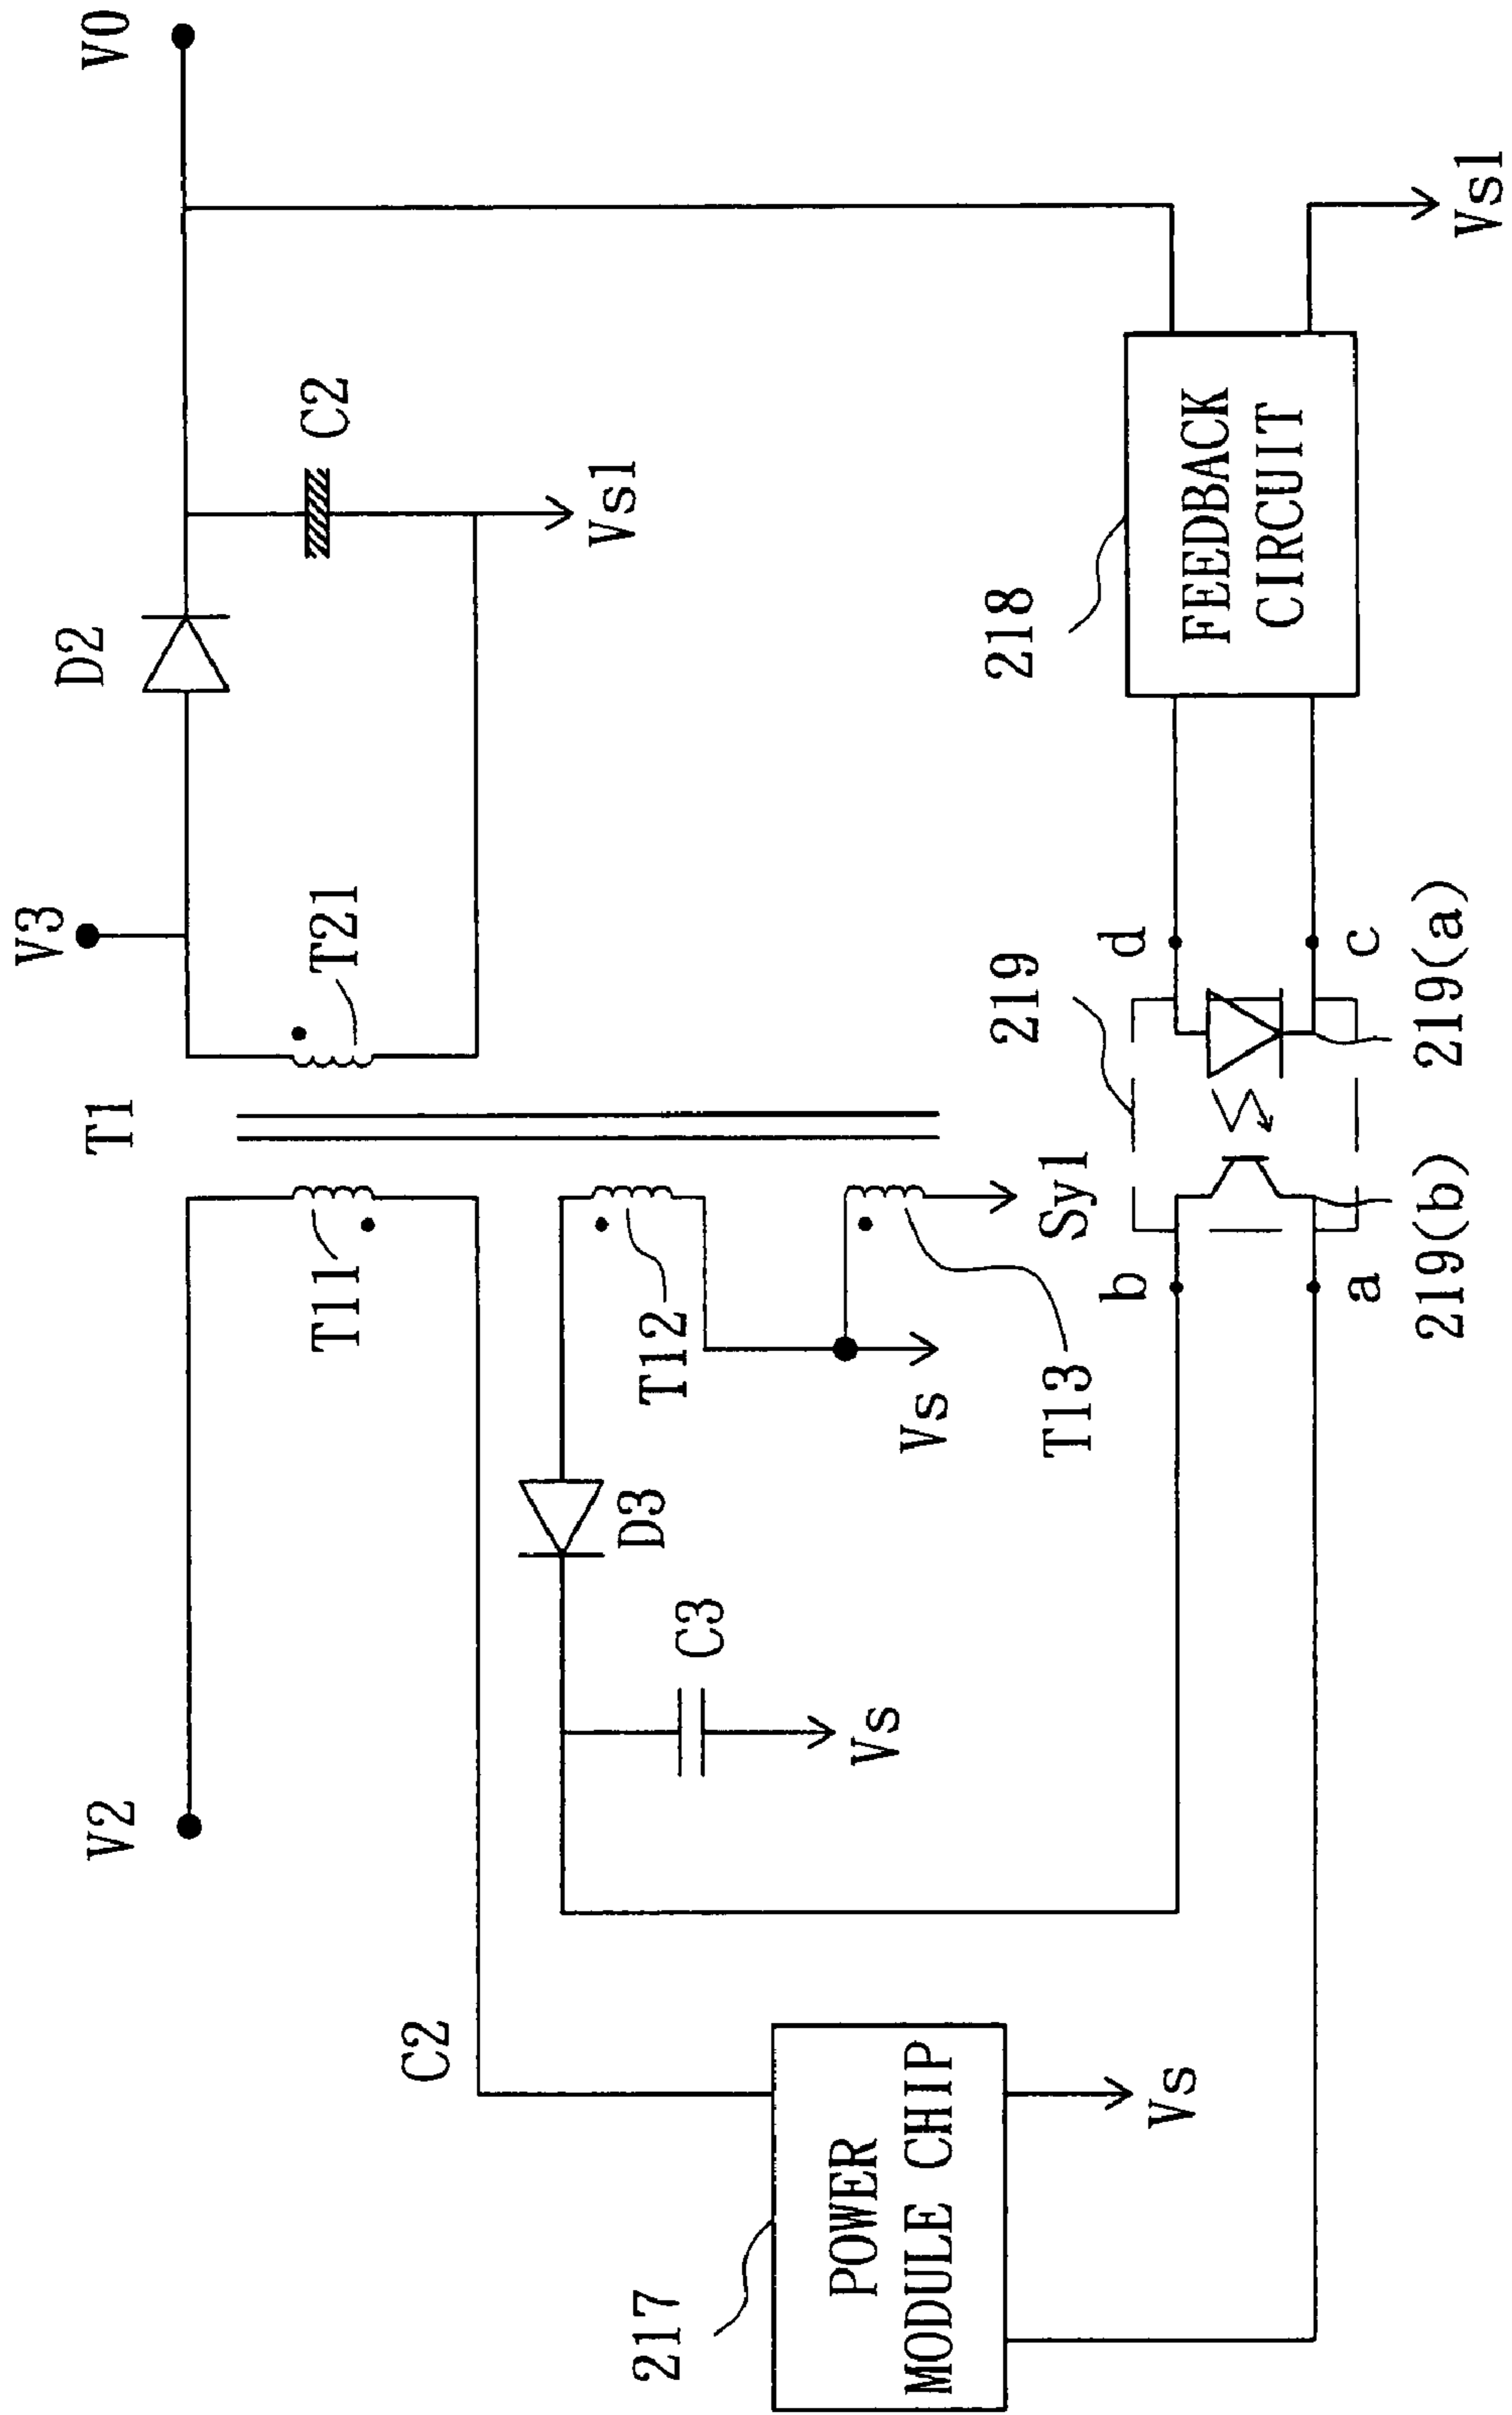 V2
T1
V3
D2
V0
T11
T21
C2
Vs1
C2
D3
T12
C3
Vs
Vs
T13
Sy1
217
POWER
MODULE CHIP
Vs
219
b
d
a
c
219(b)
219(a)
218
FEEDBACK
CIRCUIT
Vs1